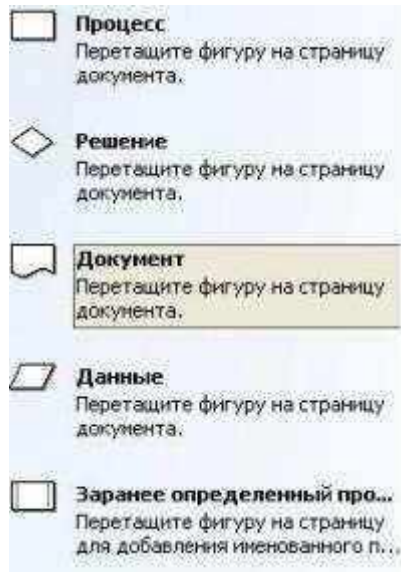 Процесс
Перетащите фигуру на страницу
документа.
Решение
Перетащите фигуру на страницу
документа.
Документ
Перетащите фигуру на страницу
документа.
Данные
Перетащите фигуру на страницу
документа.
Заранее определенный про...
Перетащите фигуру на страницу
для добавления именованного п...